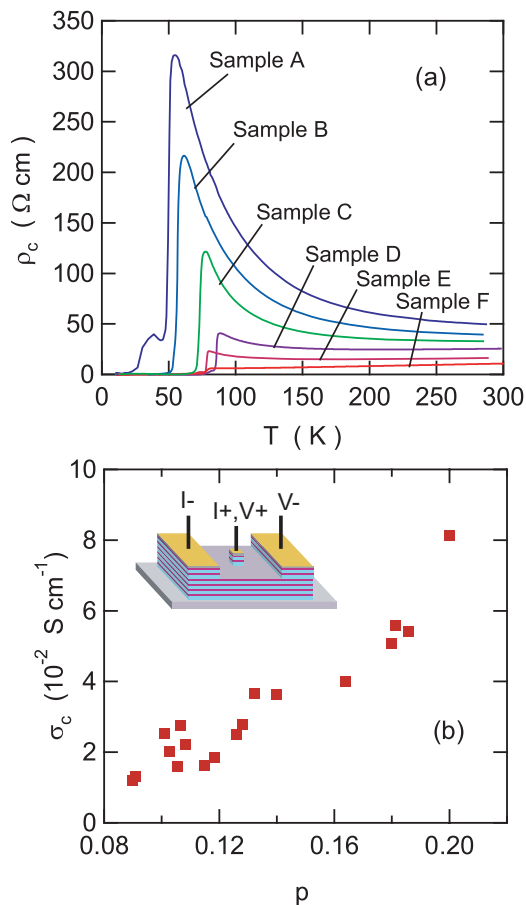 350
300
250
200
150
100
50
0
ρc ( Ω cm )
Sample A
(a)
Sample B
Sample C
Sample D
Sample E
Sample F
0 50 100 150 200 250 300
T ( K )
8
6
4
2
0
σc (10-2 S cm-1)
I- I+,V+ V-
(b)
0.08 0.12 0.16 0.20
p